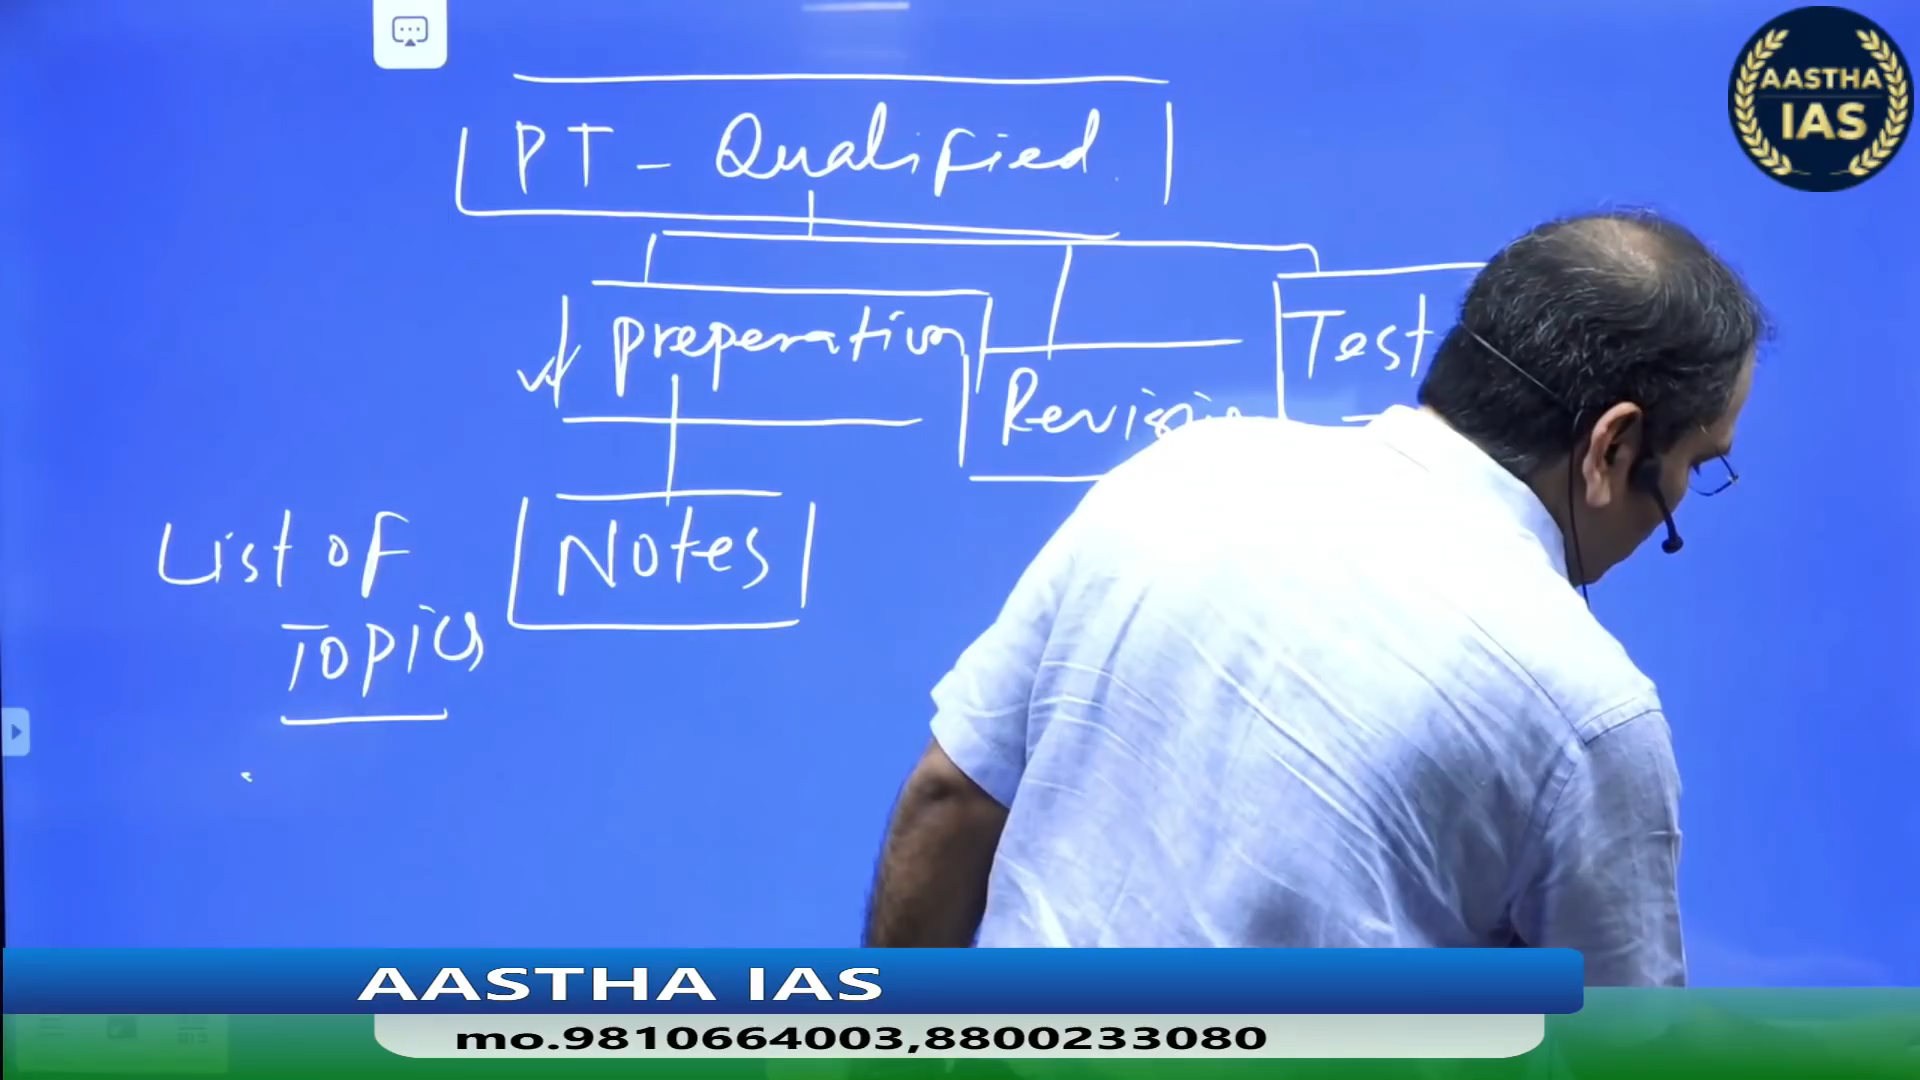 AASTHA
IAS
PT - Qualified
preperation
Test
Revision
List of
Topics
Notes
AASTHA IAS
mo.9810664003,8800233080